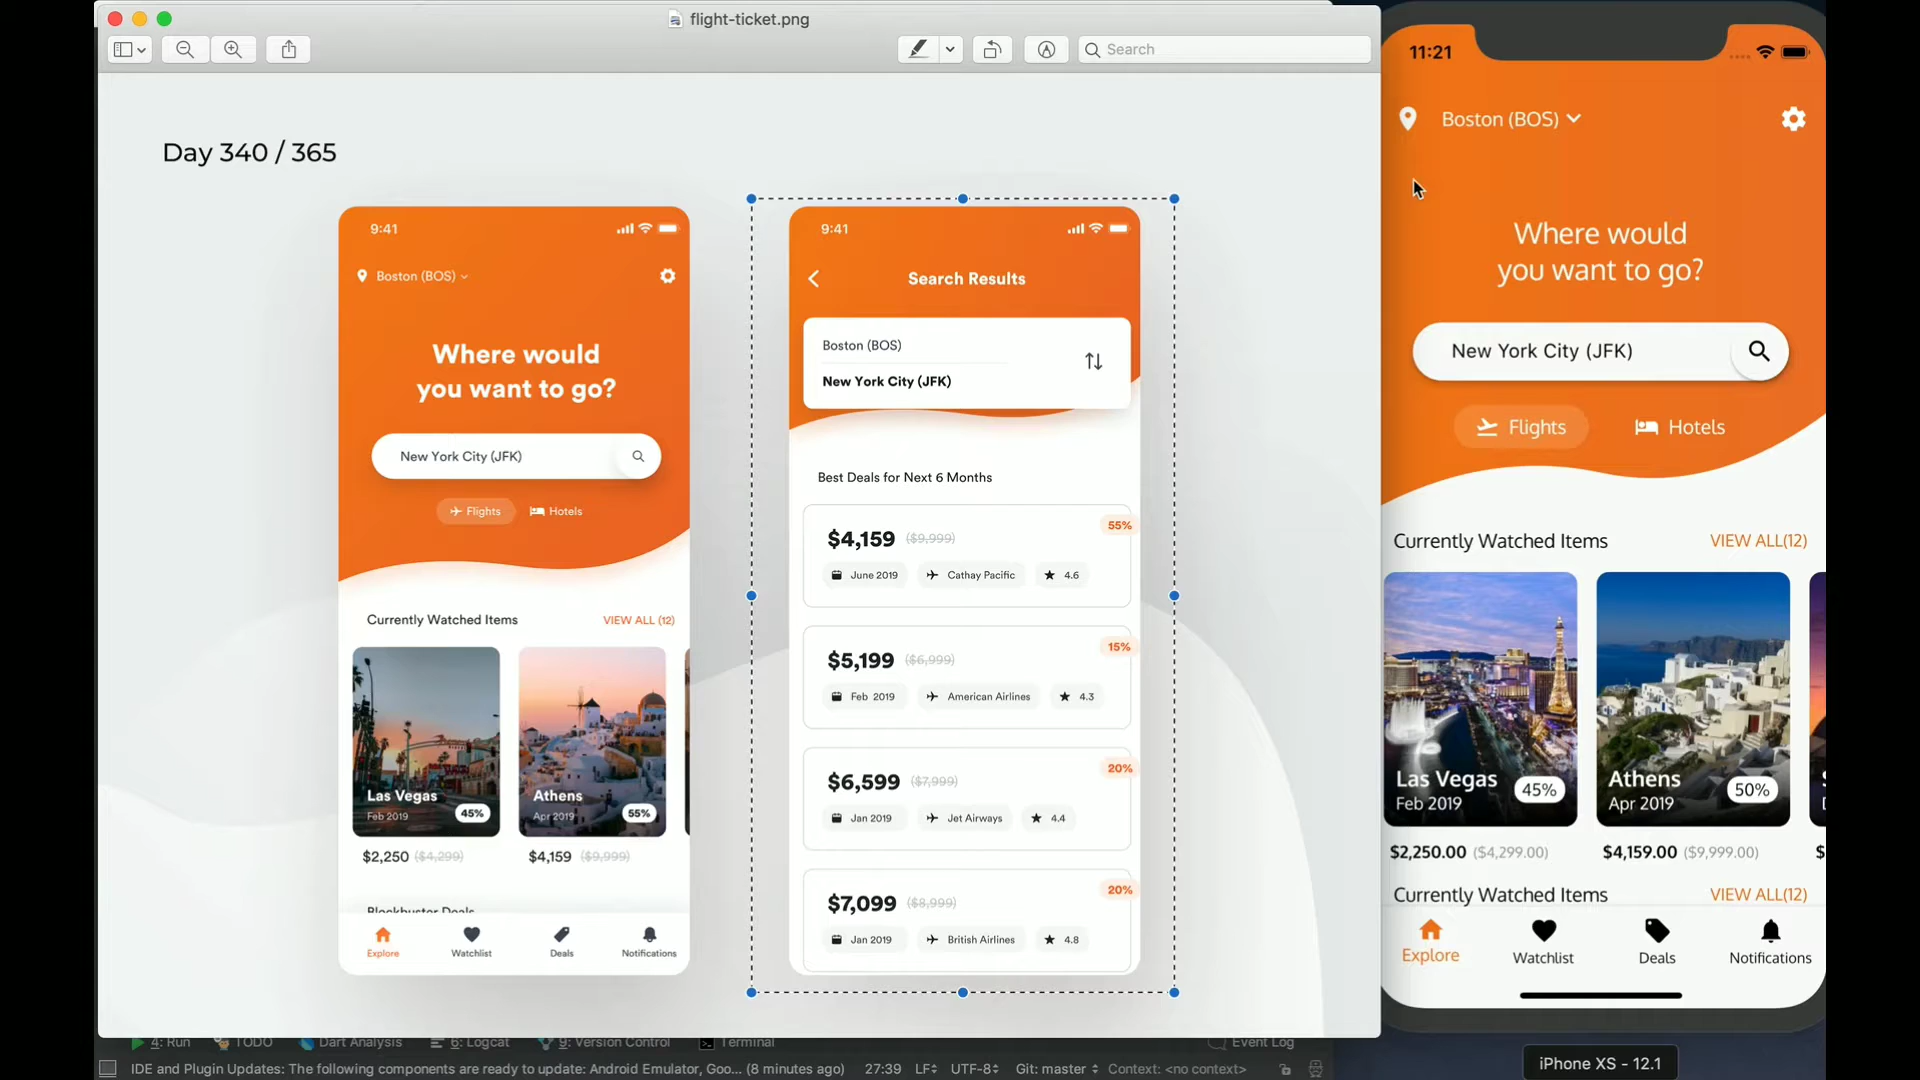 flight-ticket.png
Search
Day 340 / 365
9:41
Boston (BOS)
Where would
you want to go?
New York City (JFK)
Flights
Hotels
Currently Watched Items
VIEW ALL (12)
Las Vegas
Feb 2019
45%
Athens
Apr 2019
55%
$2,250 ($4,299)
$4,159 ($9,999)
Blockbuster Deals
Explore
Watchlist
Deals
Notifications
9:41
Search Results
Boston (BOS)
New York City (JFK)
Best Deals for Next 6 Months
55%
$4,159 ($9,999)
June 2019
Cathay Pacific
4.6
15%
$5,199 ($6,999)
Feb 2019
American Airlines
4.3
20%
$6,599 ($7,999)
Jan 2019
Jet Airways
4.4
20%
$7,099 ($8,999)
Jan 2019
British Airlines
4.8
11:21
Boston (BOS)
Where would
you want to go?
New York City (JFK)
Flights
Hotels
Currently Watched Items
VIEW ALL(12)
Las Vegas
Feb 2019
45%
Athens
Apr 2019
50%
$2,250.00 ($4,299.00)
$4,159.00 ($9,999.00)
$
Currently Watched Items
VIEW ALL(12)
Explore
Watchlist
Deals
Notifications
4: Run
TODO
Dart Analysis
6: Logcat
9: Version Control
Terminal
Event Log
IDE and Plugin Updates: The following components are ready to update: Android Emulator, Goo... (8 minutes ago)
27:39
LF
UTF-8
Git: master
Context: <no context>
iPhone XS - 12.1